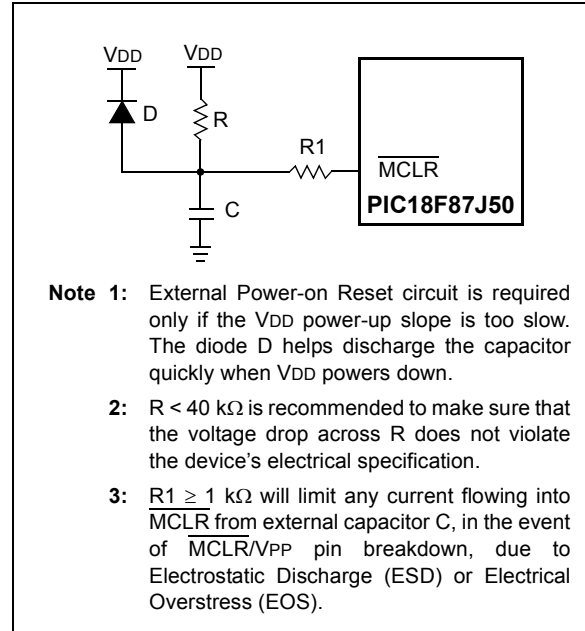 VDD VDD
D
R
R1
MCLR
PIC18F87J50
C
Note 1: External Power-on Reset circuit is required
only if the VDD power-up slope is too slow.
The diode D helps discharge the capacitor
quickly when VDD powers down.
2: R < 40 kΩ is recommended to make sure that
the voltage drop across R does not violate
the device's electrical specification.
3: R1 ≥ 1 kΩ will limit any current flowing into
MCLR from external capacitor C, in the event
of MCLR/VPP pin breakdown, due to
Electrostatic Discharge (ESD) or Electrical
Overstress (EOS).